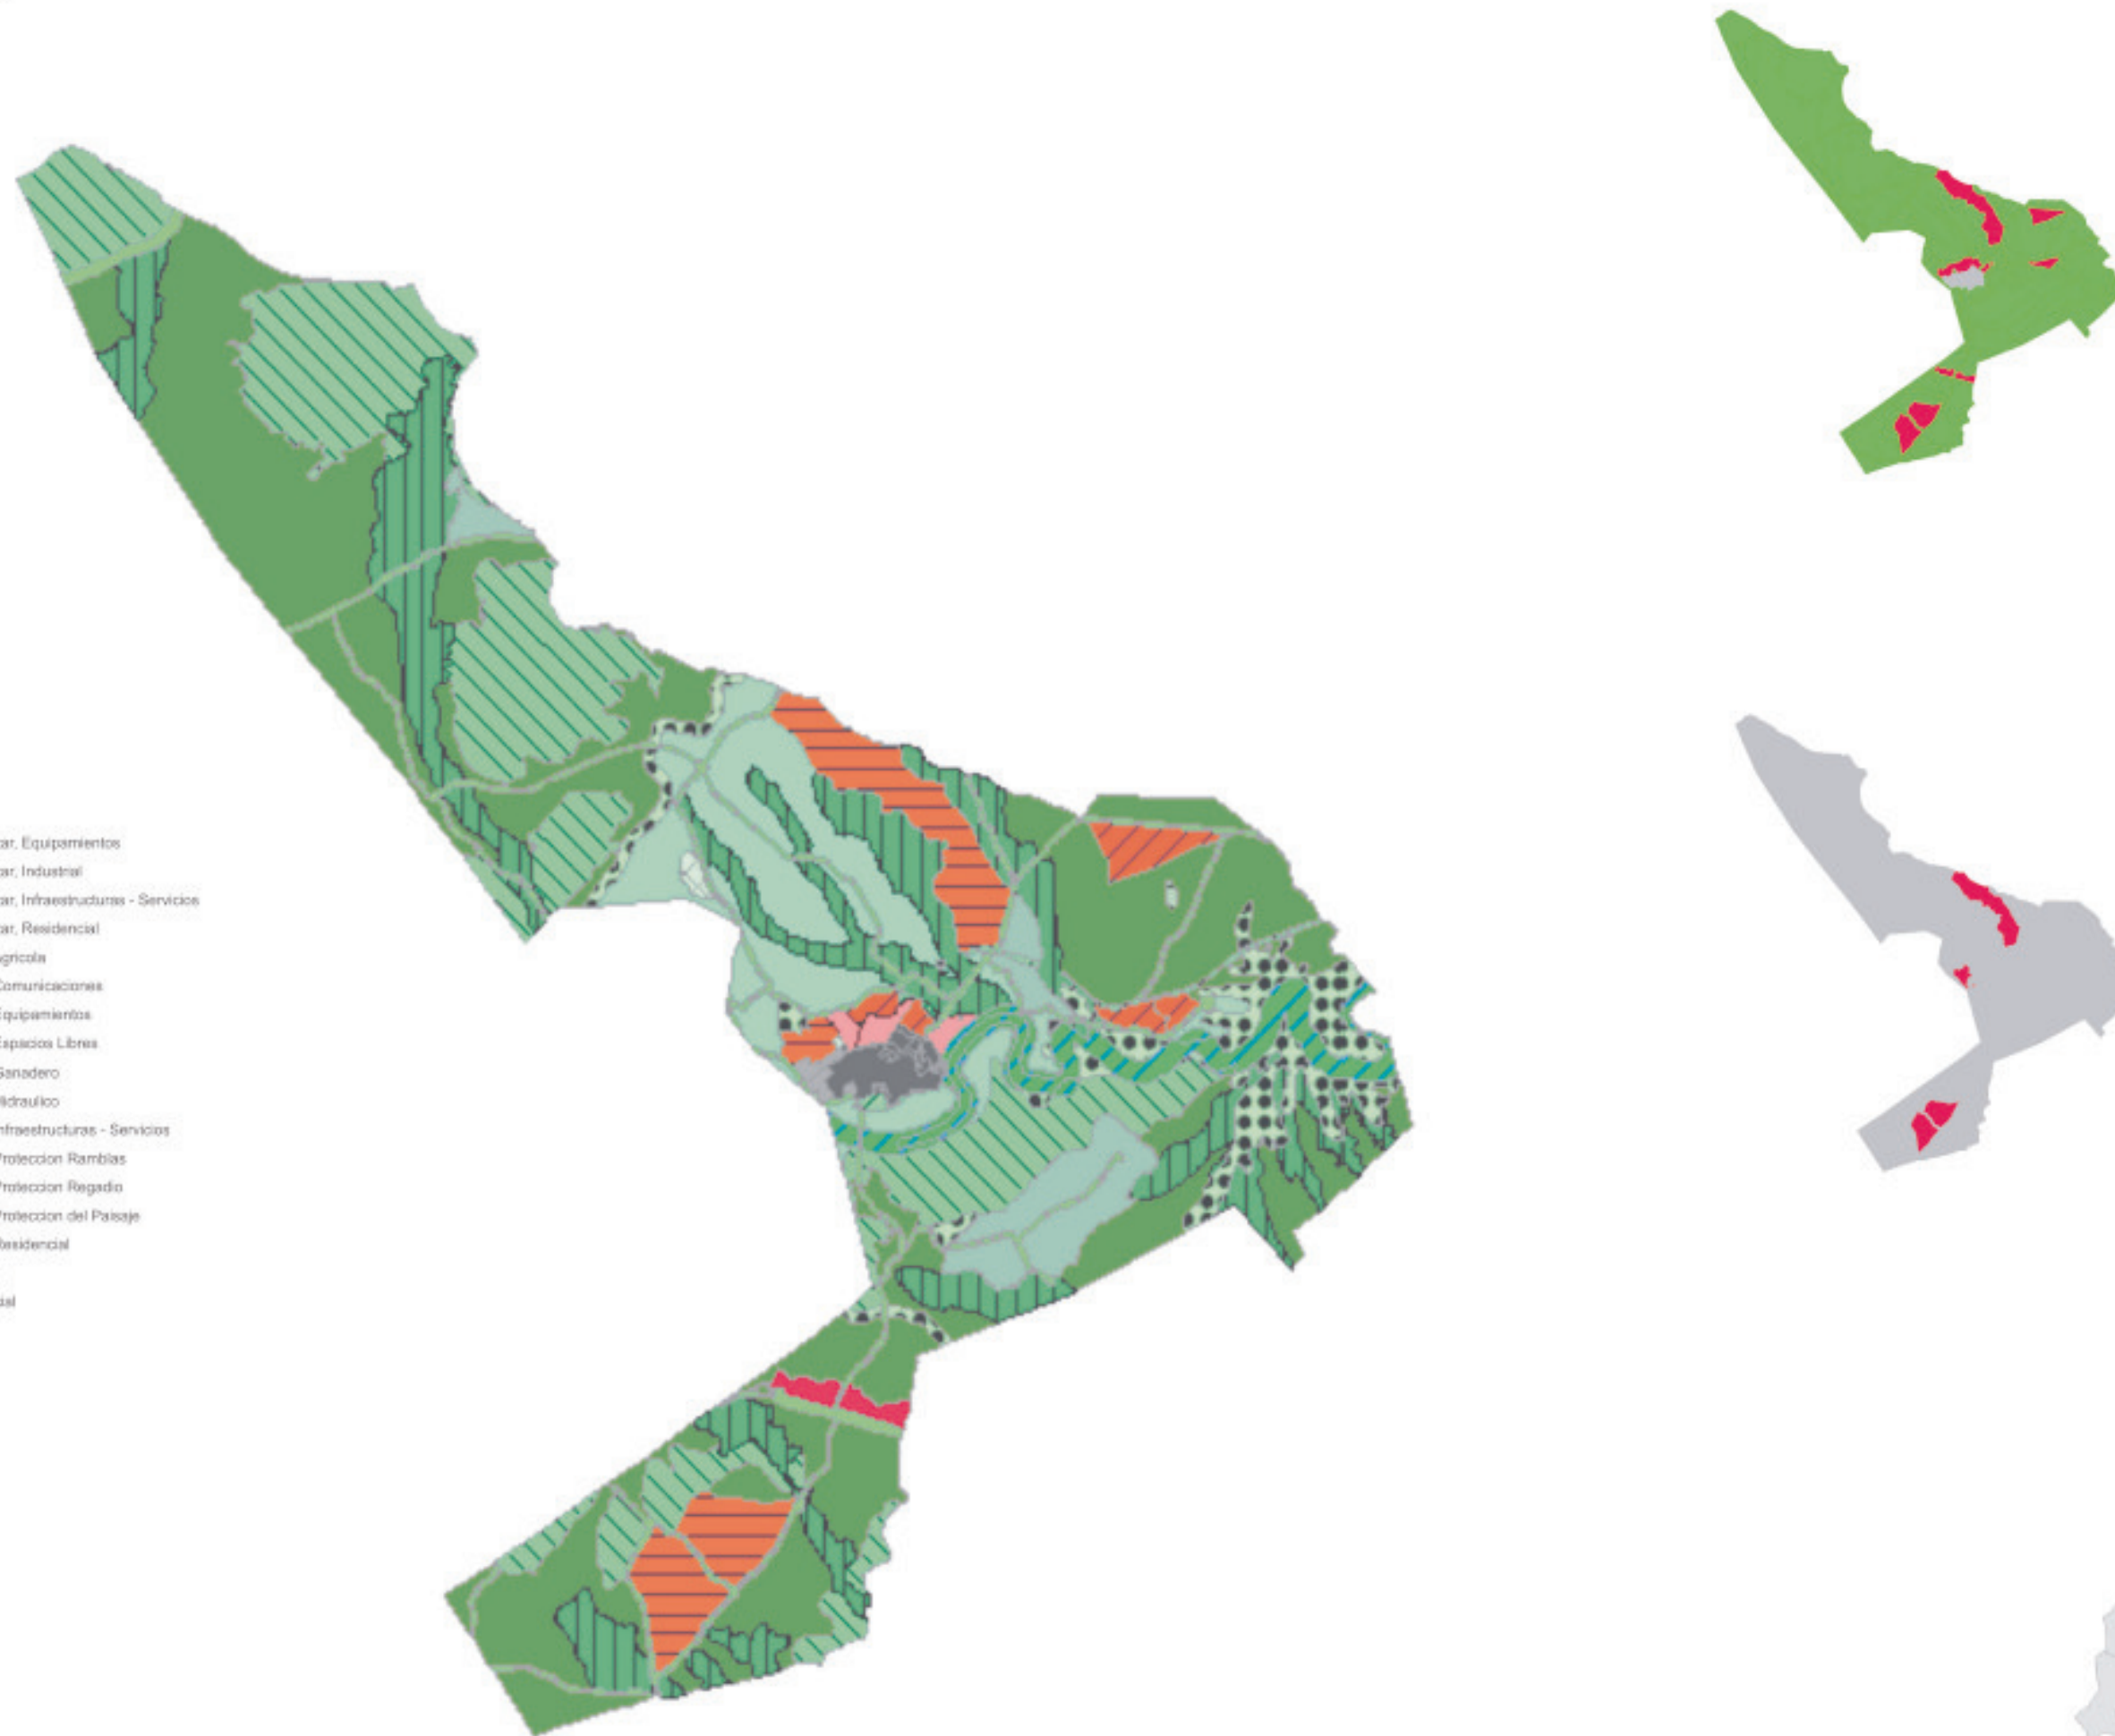 ar, Equipamientos
ar, Industrial
ar, Infraestructuras - Servicios
ar, Residencial
gricola
Comunicaciones
Equipamientos
Espacios Libres
Ganadero
Hidraulico
nfraestructuras - Servicios
Proteccion Ramblas
Proteccion Regadio
Proteccion del Paisaje
Residencial
ial